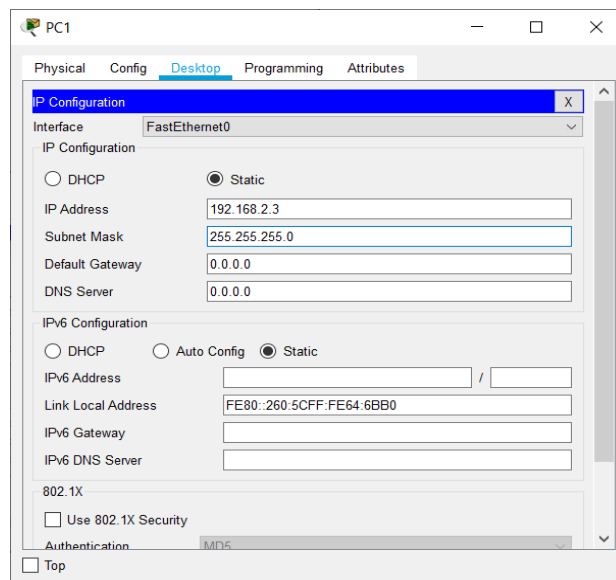 PC1
Physical Config Desktop Programming Attributes
IP Configuration X
Interface FastEthernet0
IP Configuration
DHCP Static
IP Address 192.168.2.3
Subnet Mask 255.255.255.0
Default Gateway 0.0.0.0
DNS Server 0.0.0.0
IPv6 Configuration
DHCP Auto Config Static
IPv6 Address /
Link Local Address FE80::260:5CFF:FE64:6BB0
IPv6 Gateway
IPv6 DNS Server
802.1X
Use 802.1X Security
Authentication MD5
Top